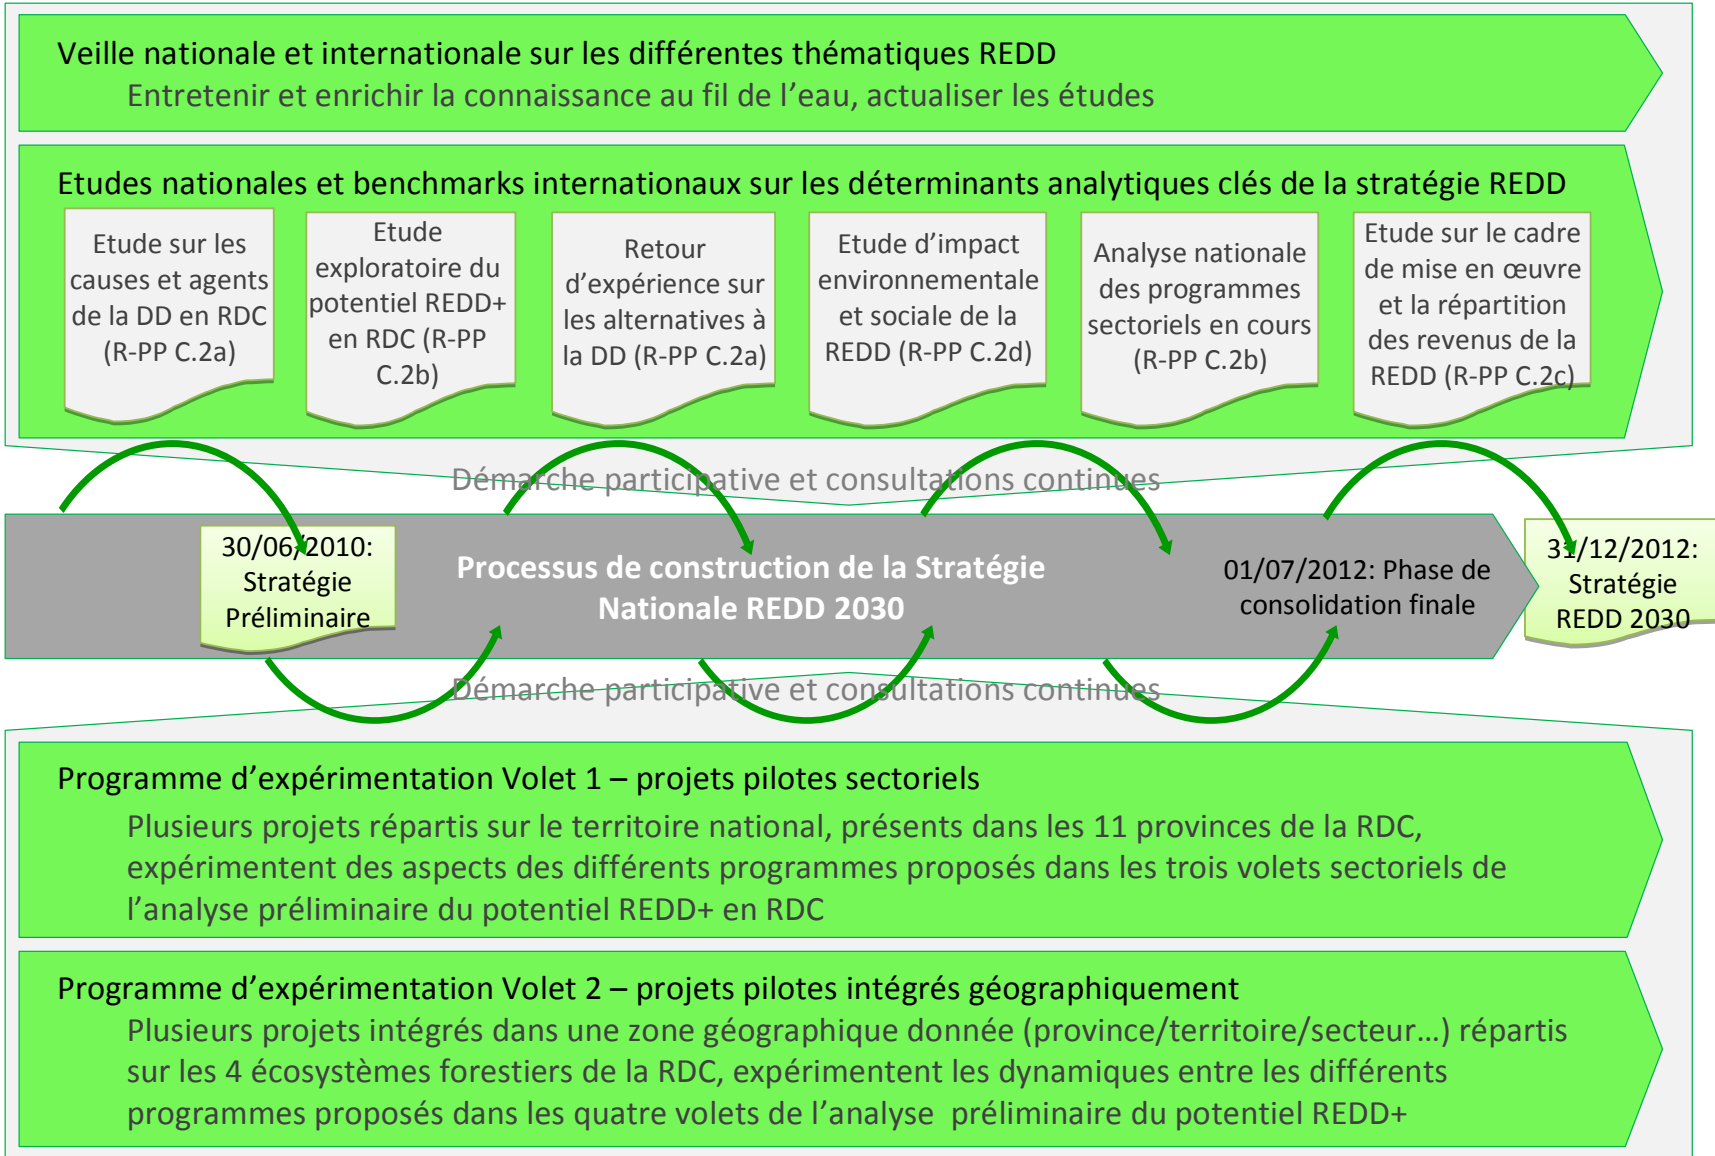 Veille nationale et internationale sur les différentes thématiques REDD
Entretenir et enrichir la connaissance au fil de l’eau, actualiser les études
Etudes nationales et benchmarks internationaux sur les déterminants analytiques clés de la stratégie REDD
Etude sur les
causes et agents
de la DD en RDC
(R-PP C.2a)
Etude
exploratoire du
potentiel REDD+
en RDC (R-PP
C.2b)
Retour
d’expérience sur
les alternatives à
la DD (R-PP C.2a)
Etude d’impact
environnementale
et sociale de la
REDD (R-PP C.2d)
Analyse nationale
des programmes
sectoriels en cours
(R-PP C.2b)
Etude sur le cadre
de mise en œuvre
et la répartition
des revenus de la
REDD (R-PP C.2c)
Démarche participative et consultations continues
30/06/2010:
Stratégie
Préliminaire
Processus de construction de la Stratégie
Nationale REDD 2030
01/07/2012: Phase de
consolidation finale
31/12/2012:
Stratégie
REDD 2030
Démarche participative et consultations continues
Programme d’expérimentation Volet 1 – projets pilotes sectoriels
Plusieurs projets répartis sur le territoire national, présents dans les 11 provinces de la RDC,
expérimentent des aspects des différents programmes proposés dans les trois volets sectoriels de
l’analyse préliminaire du potentiel REDD+ en RDC
Programme d’expérimentation Volet 2 – projets pilotes intégrés géographiquement
Plusieurs projets intégrés dans une zone géographique donnée (province/territoire/secteur…) répartis
sur les 4 écosystèmes forestiers de la RDC, expérimentent les dynamiques entre les différents
programmes proposés dans les quatre volets de l’analyse  préliminaire du potentiel REDD+